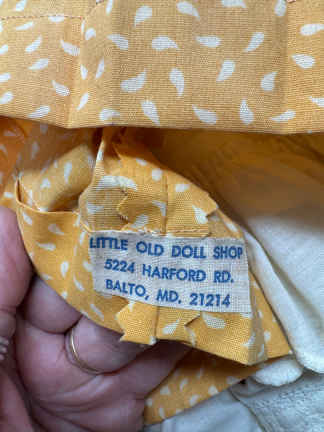 LITTLE OLD DOLL SHOP
5224 HARFORD RD.
BALTO, MD. 21214